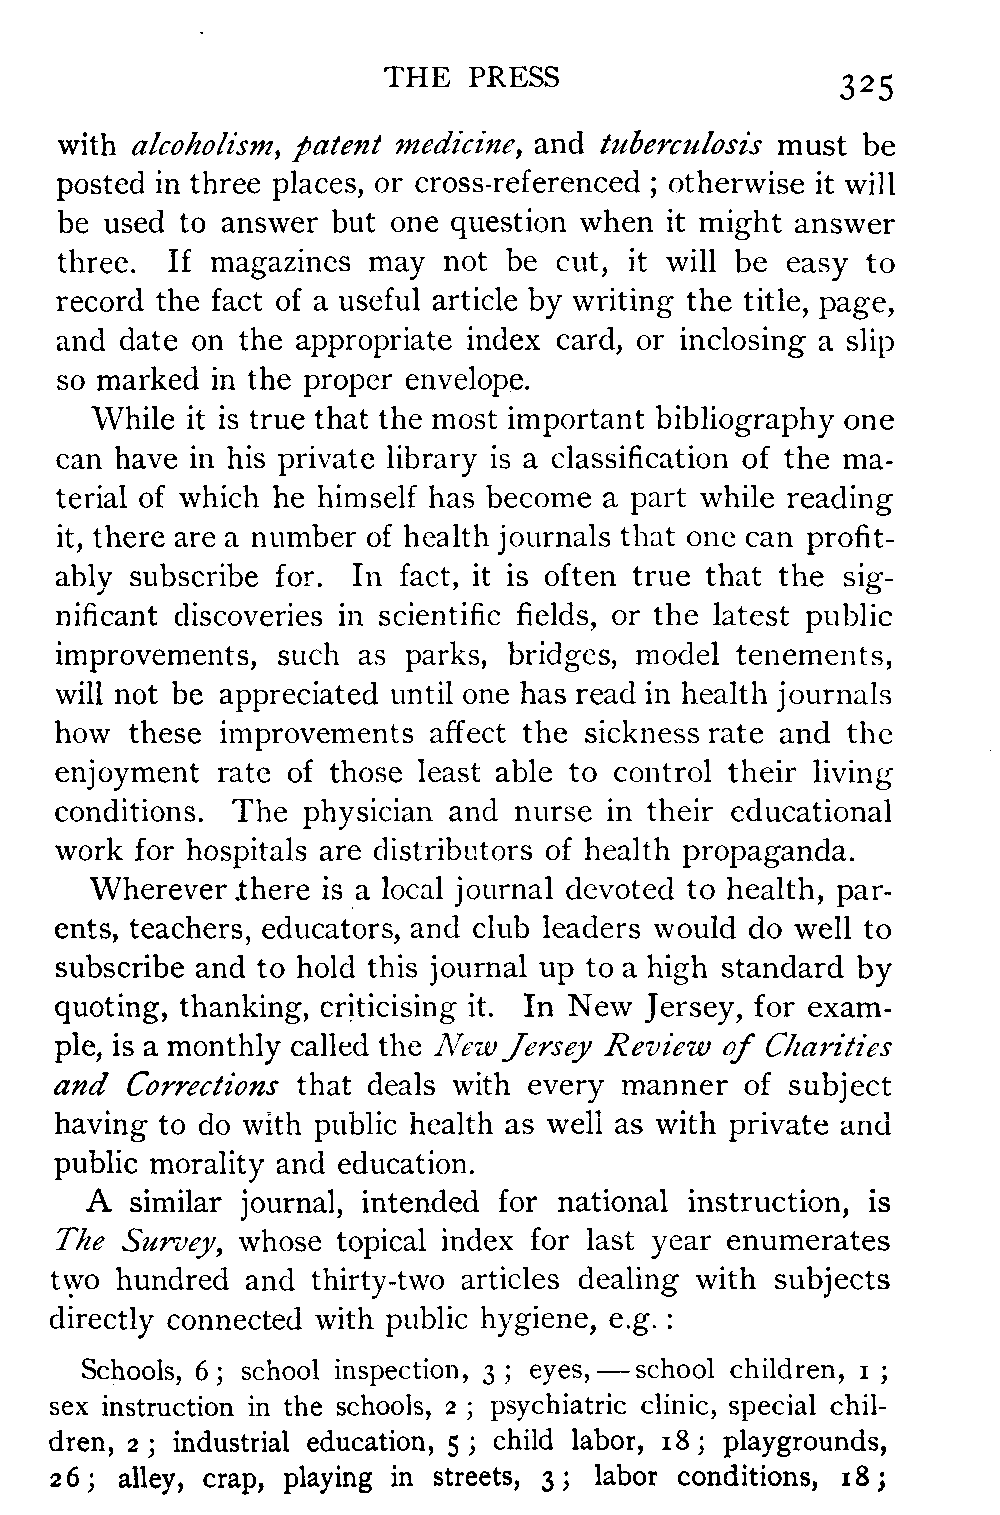 THE PRESS 325
with alcoholism, patent medicine, and tuberculosis must be
posted in three places, or cross-referenced ; otherwise it will
be used to answer but one question when it might answer
three. If magazines may not be cut, it will be easy to
record the fact of a useful article by writing the title, page,
and date on the appropriate index card, or inclosing a slip
so marked in the proper envelope.
While it is true that the most important bibliography one
can have in his private library is a classification of the ma-
terial of which he himself has become a part while reading
it, there are a number of health journals that one can profit-
ably subscribe for. In fact, it is often true that the sig-
nificant discoveries in scientific fields, or the latest public
improvements, such as parks, bridges, model tenements,
will not be appreciated until one has read in health journals
how these improvements affect the sickness rate and the
enjoyment rate of those least able to control their living
conditions. The physician and nurse in their educational
work for hospitals are distributors of health propaganda.
Wherever there is a local journal devoted to health, par-
ents, teachers, educators, and club leaders would do well to
subscribe and to hold this journal up to a high standard by
quoting, thanking, criticising it. In New Jersey, for exam-
ple, is a monthly called the New Jersey Review of Charities
and Corrections that deals with every manner of subject
having to do with public health as well as with private and
public morality and education.
A similar journal, intended for national instruction, is
The Survey, whose topical index for last year enumerates
two hundred and thirty-two articles dealing with subjects
directly connected with public hygiene, e.g. :
Schools, 6 ; school inspection, 3 ; eyes, — school children, 1 ;
sex instruction in the schools, 2 ; psychiatric clinic, special chil-
dren, 2 ; industrial education, 5 ; child labor, 18 ; playgrounds,
26 ; alley, crap, playing in streets, 3 ; labor conditions, 18 ;